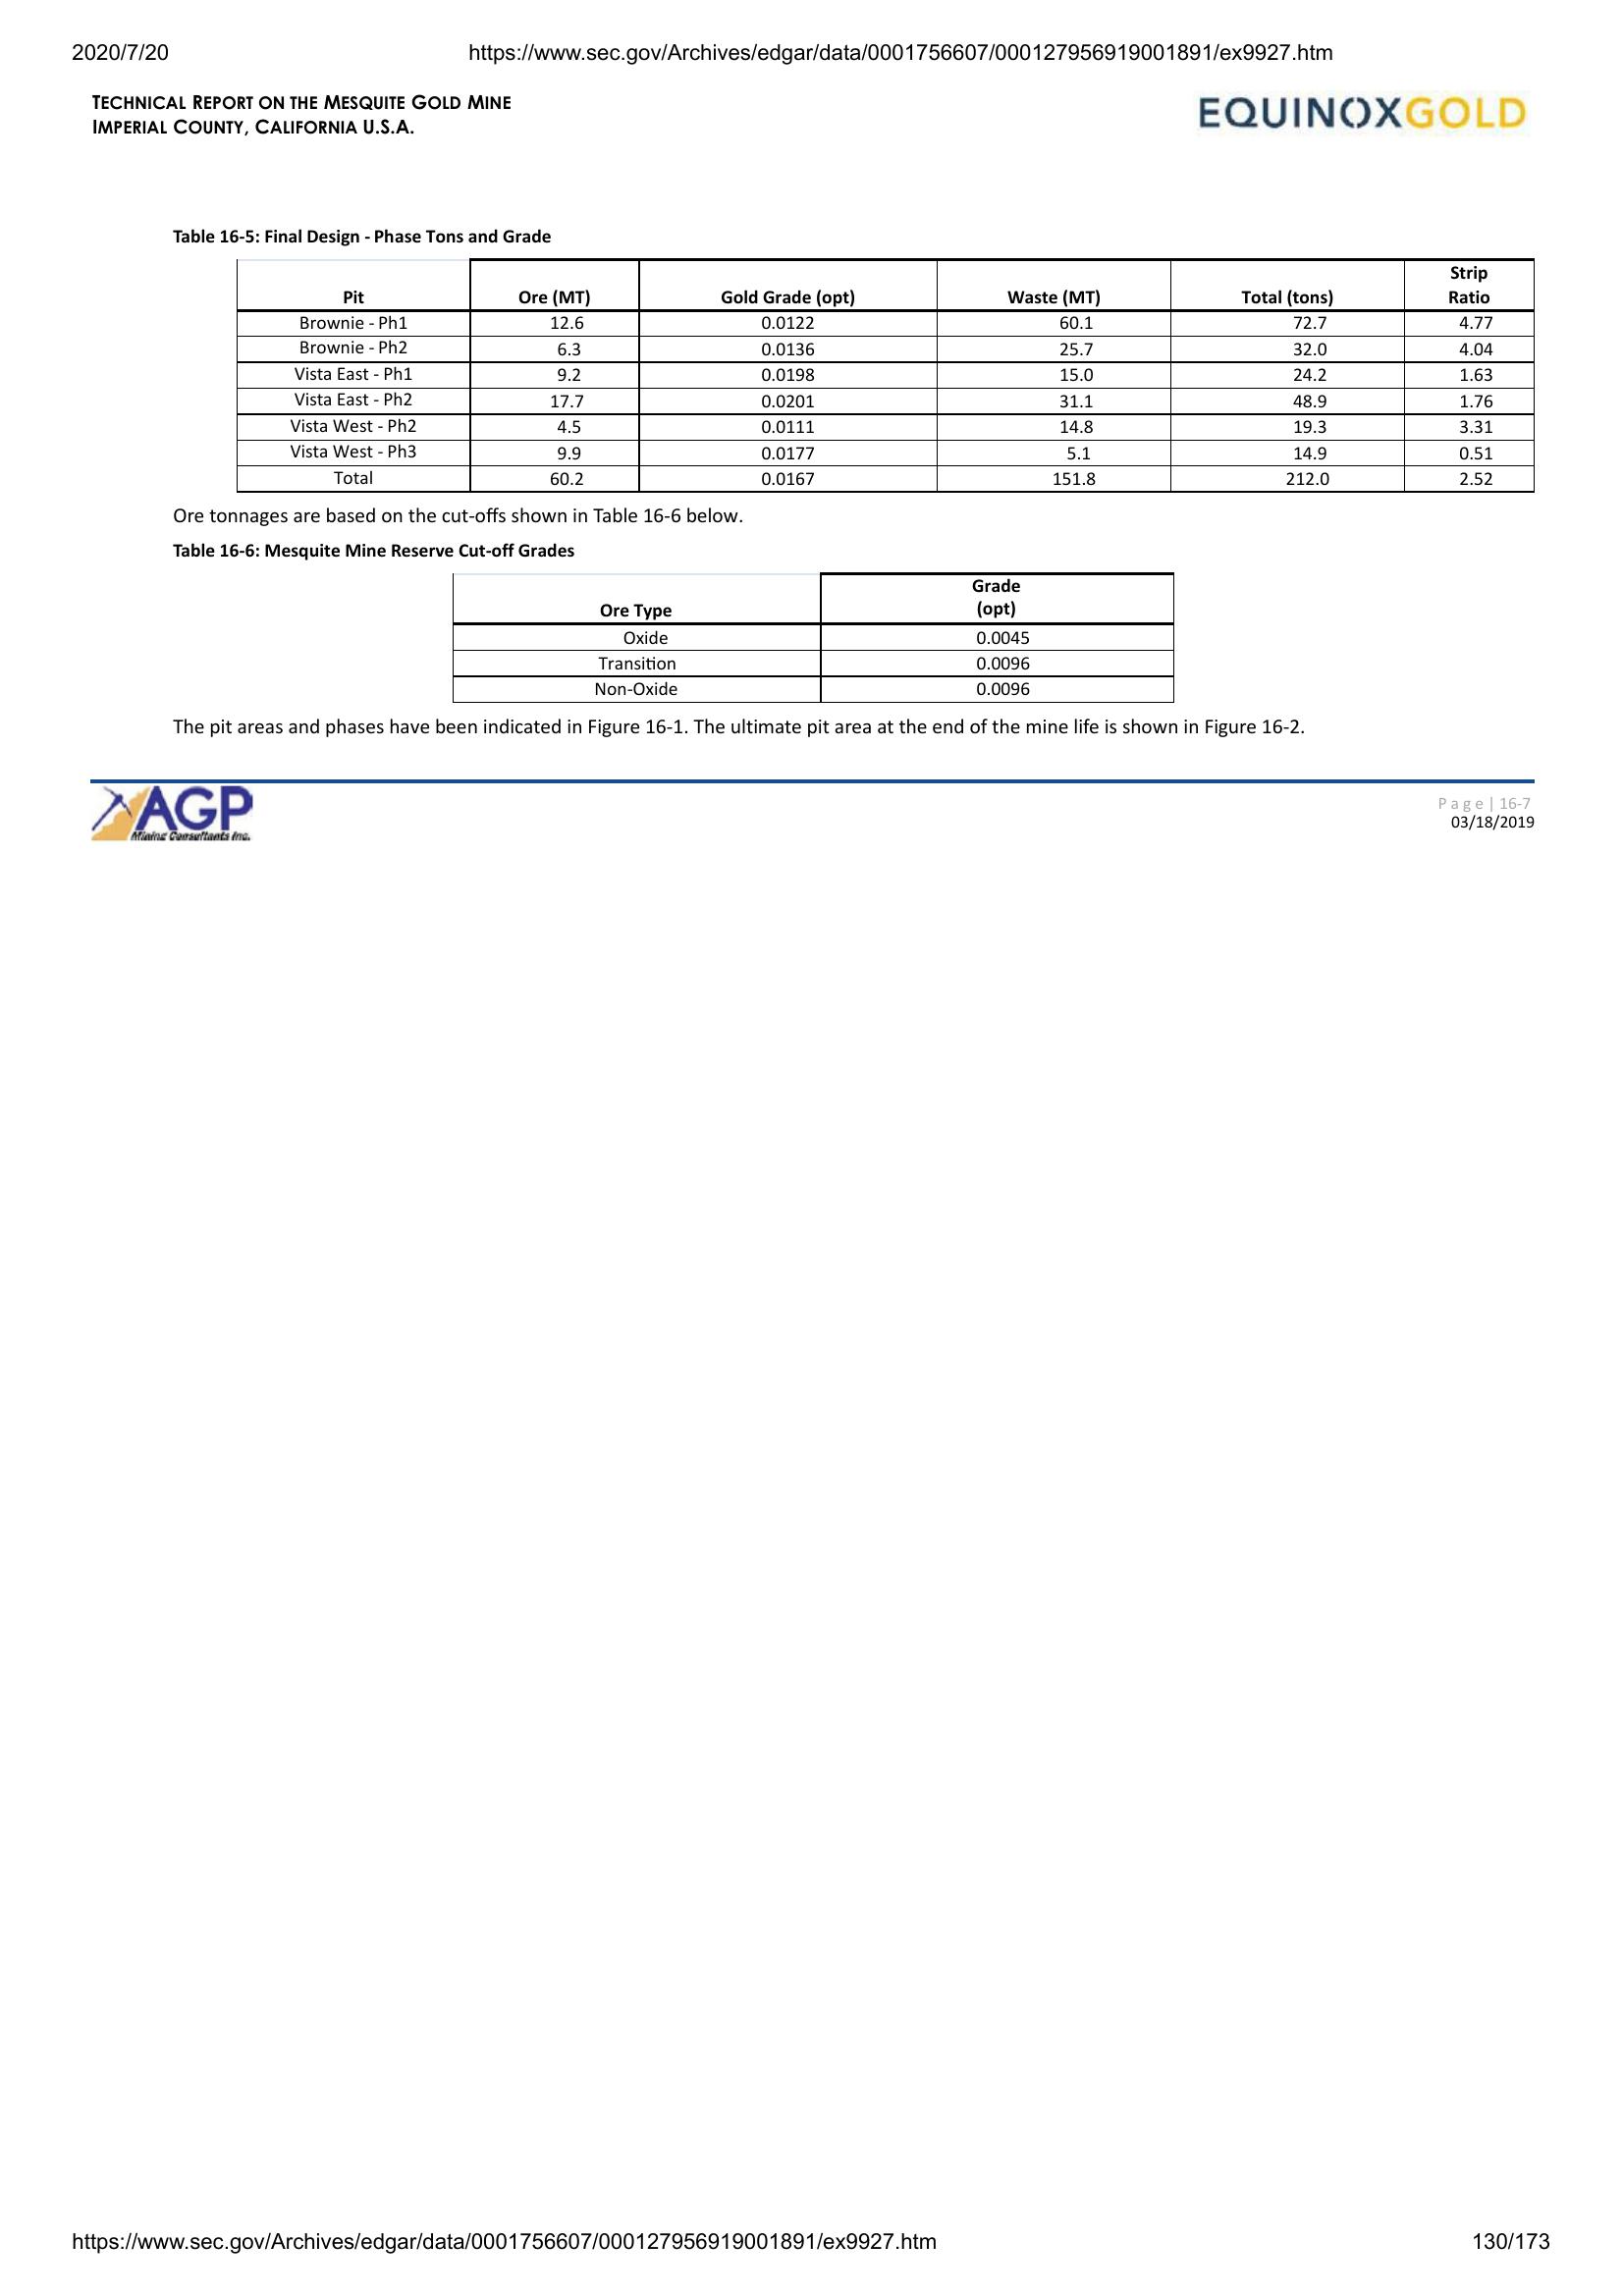 2020/7/20 https://www.sec.gov/Archives/edgar/data/0001756607/000127956919001891/ex9927.htm
TECHNICAL REPORT ON THE MESQUITE GOLD MINE
IMPERIAL COUNTY, CALIFORNIA U.S.A.
EQUINOXGOLD
Table 16-5: Final Design - Phase Tons and Grade
Pit Ore (MT) Gold Grade (opt) Waste (MT) Total (tons) Strip Ratio
Brownie - Ph1 12.6 0.0122 60.1 72.7 4.77
Brownie - Ph2 6.3 0.0136 25.7 32.0 4.04
Vista East - Ph1 9.2 0.0198 15.0 24.2 1.63
Vista East - Ph2 17.7 0.0201 31.1 48.9 1.76
Vista West - Ph2 4.5 0.0111 14.8 19.3 3.31
Vista West - Ph3 9.9 0.0177 5.1 14.9 0.51
Total 60.2 0.0167 151.8 212.0 2.52
Ore tonnages are based on the cut-offs shown in Table 16-6 below.
Table 16-6: Mesquite Mine Reserve Cut-off Grades
Ore Type Grade (opt)
Oxide 0.0045
Transition 0.0096
Non-Oxide 0.0096
The pit areas and phases have been indicated in Figure 16-1. The ultimate pit area at the end of the mine life is shown in Figure 16-2.
AGP
Mining Consultants Inc.
Page | 16-7
03/18/2019
https://www.sec.gov/Archives/edgar/data/0001756607/000127956919001891/ex9927.htm 130/173